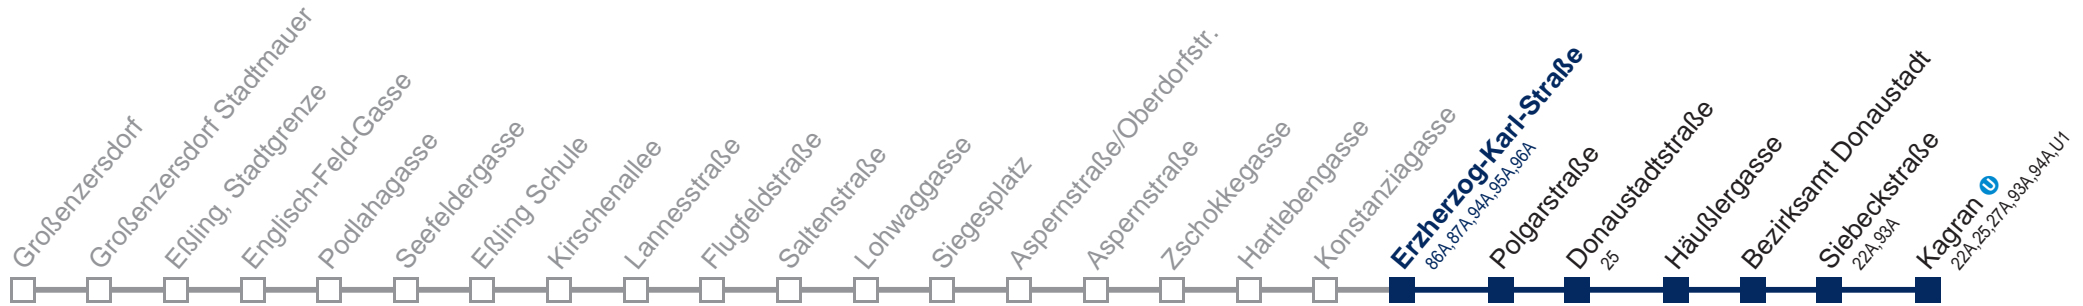 Großenzersdorf
Großenzersdorf Stadtmauer
Eßling, Stadtgrenze
Englisch-Feld-Gasse
Podlahagasse
Seefeldergasse
Eßling Schule
Kirschenallee
Lannesstraße
Flugfeldstraße
Saltenstraße
Lohwaggasse
Siegesplatz
Aspernstraße/Oberdorfstr.
Aspernstraße
Zschokkegasse
Hartlebengasse
Konstanziagasse
Erzherzog-Karl-Straße
86A,87A,94A,95A,96A
Polgarstraße
Donaustadtstraße
25
Häußlergasse
Bezirksamt Donaustadt
Siebeckstraße
22A,93A
Kagran U
22A,25,27A,93A,94A,U1